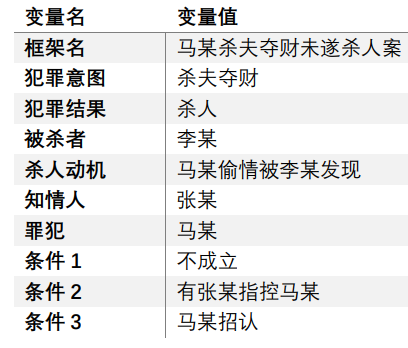 变量名 变量值
框架名 马某杀夫夺财未遂杀人案
犯罪意图 杀夫夺财
犯罪结果 杀人
被杀者 李某
杀人动机 马某偷情被李某发现
知情人 张某
罪犯 马某
条件 1 不成立
条件 2 有张某指控马某
条件 3 马某招认